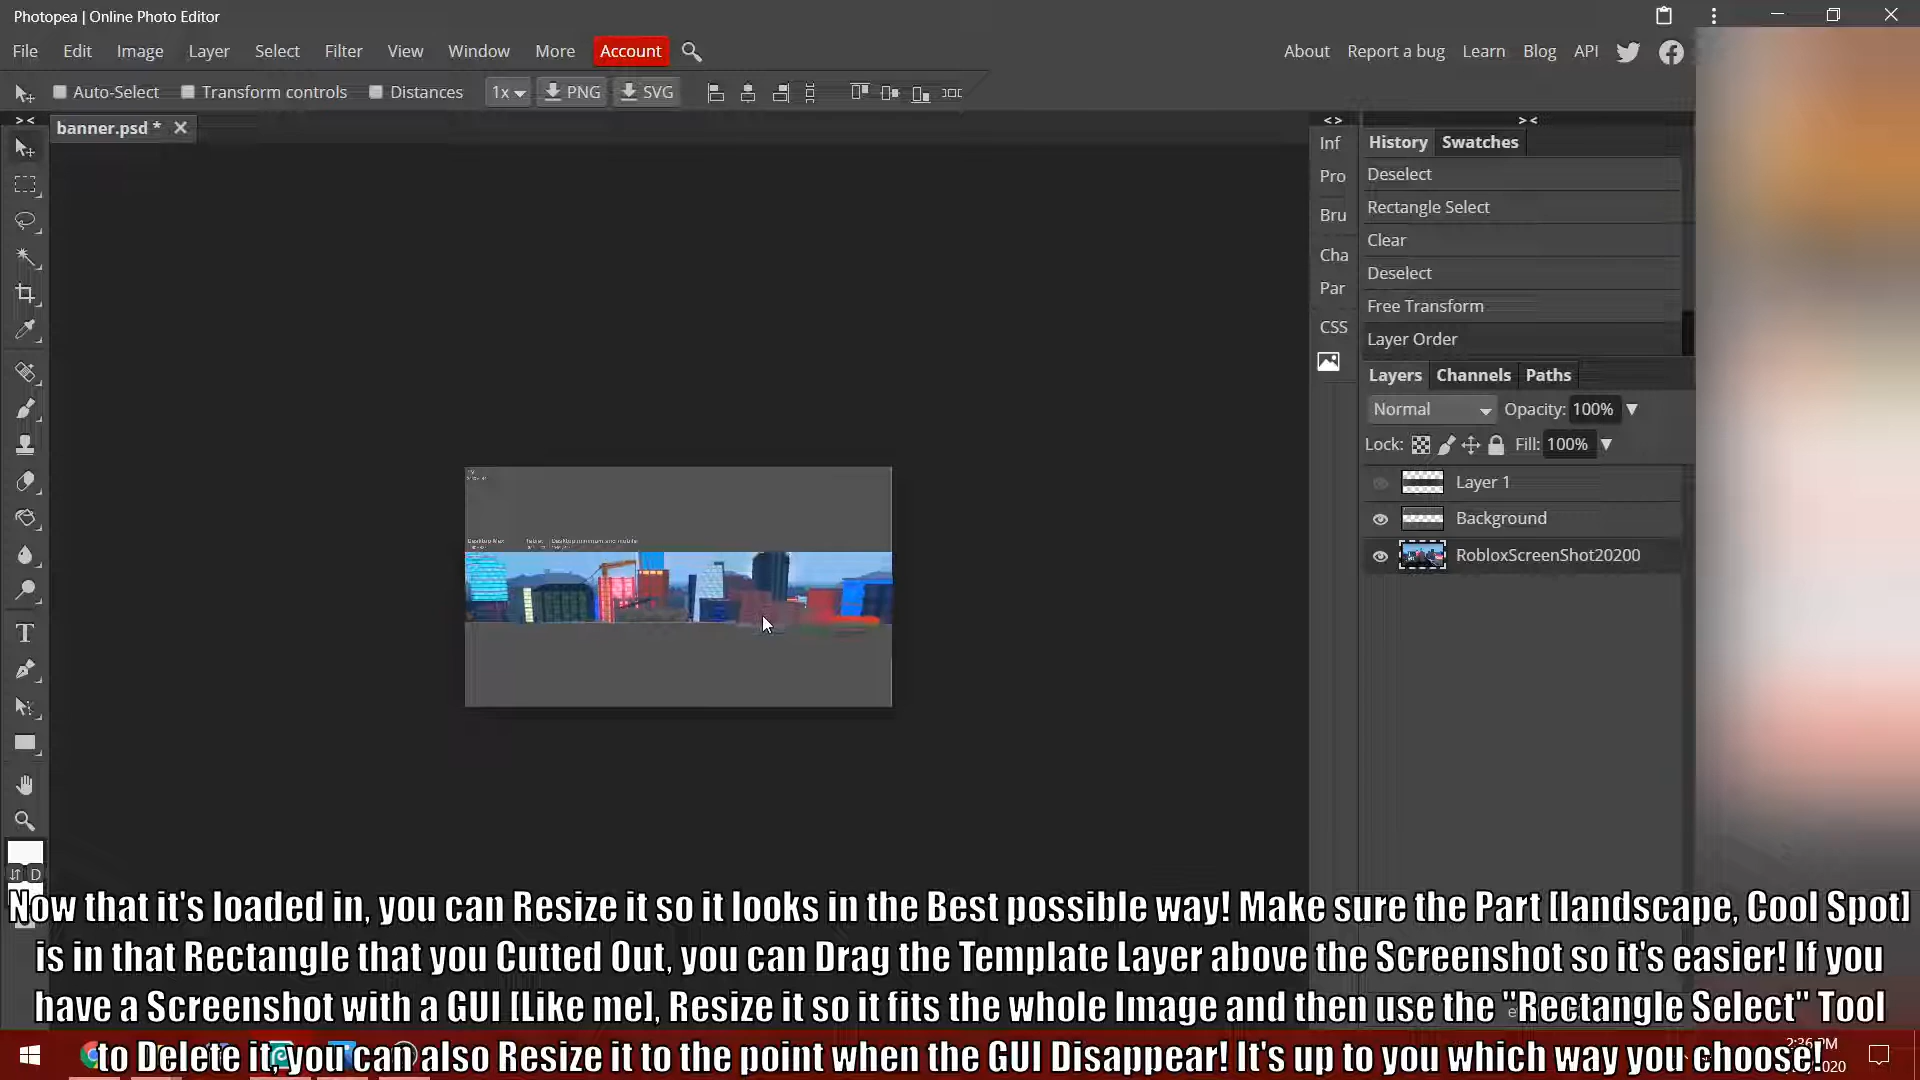 Photopea | Online Photo Editor
File Edit Image Layer Select Filter View Window More Account
About Report a bug Learn Blog API
Auto-Select Transform controls Distances 1x PNG SVG
> <
banner.psd *
< >
> <
Inf
Pro
Bru
Cha
Par
CSS
History Swatches
Deselect
Rectangle Select
Clear
Deselect
Free Transform
Layer Order
Layers Channels Paths
Normal Opacity: 100%
Lock: Fill: 100%
Layer 1
Background
RobloxScreenShot20200
D
Now that it's loaded in, you can Resize it so it looks in the Best possible way! Make sure the Part [landscape, Cool Spot]
is in that Rectangle that you Cutted Out, you can Drag the Template Layer above the Screenshot so it's easier! If you
have a Screenshot with a GUI [Like me], Resize it so it fits the whole Image and then use the "Rectangle Select" Tool
to Delete it, you can also Resize it to the point when the GUI Disappear! It's up to you which way you choose!
2:36 PM